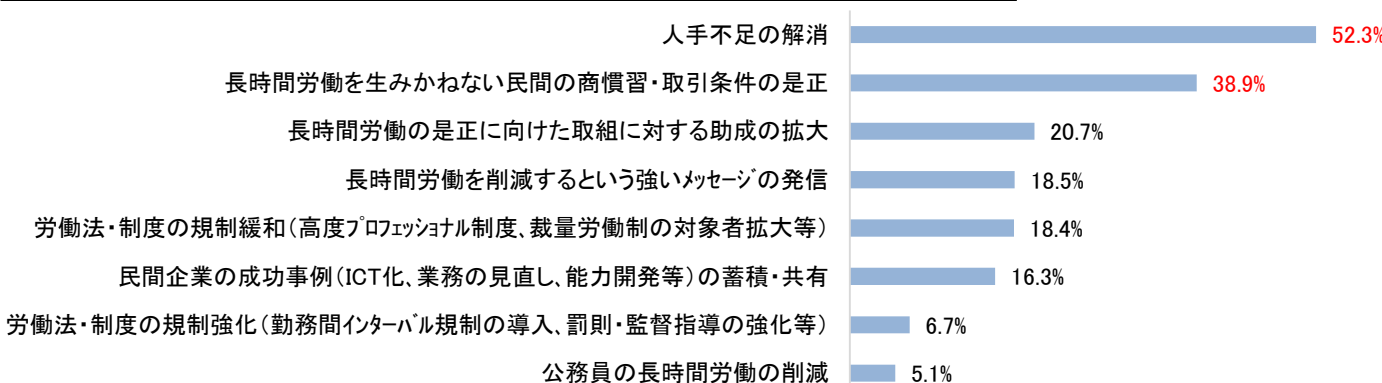 人手不足の解消 52.3%
長時間労働を生みかねない民間の商慣習・取引条件の是正 38.9%
長時間労働の是正に向けた取組に対する助成の拡大 20.7%
長時間労働を削減するという強いﾒｯｾｰｼﾞの発信 18.5%
労働法・制度の規制緩和（高度ﾌﾟﾛﾌｪｯｼｮﾅﾙ制度、裁量労働制の対象者拡大等） 18.4%
民間企業の成功事例（ICT化、業務の見直し、能力開発等）の蓄積・共有 16.3%
労働法・制度の規制強化（勤務間ｲﾝﾀｰﾊﾞﾙ規制の導入、罰則・監督指導の強化等） 6.7%
公務員の長時間労働の削減 5.1%